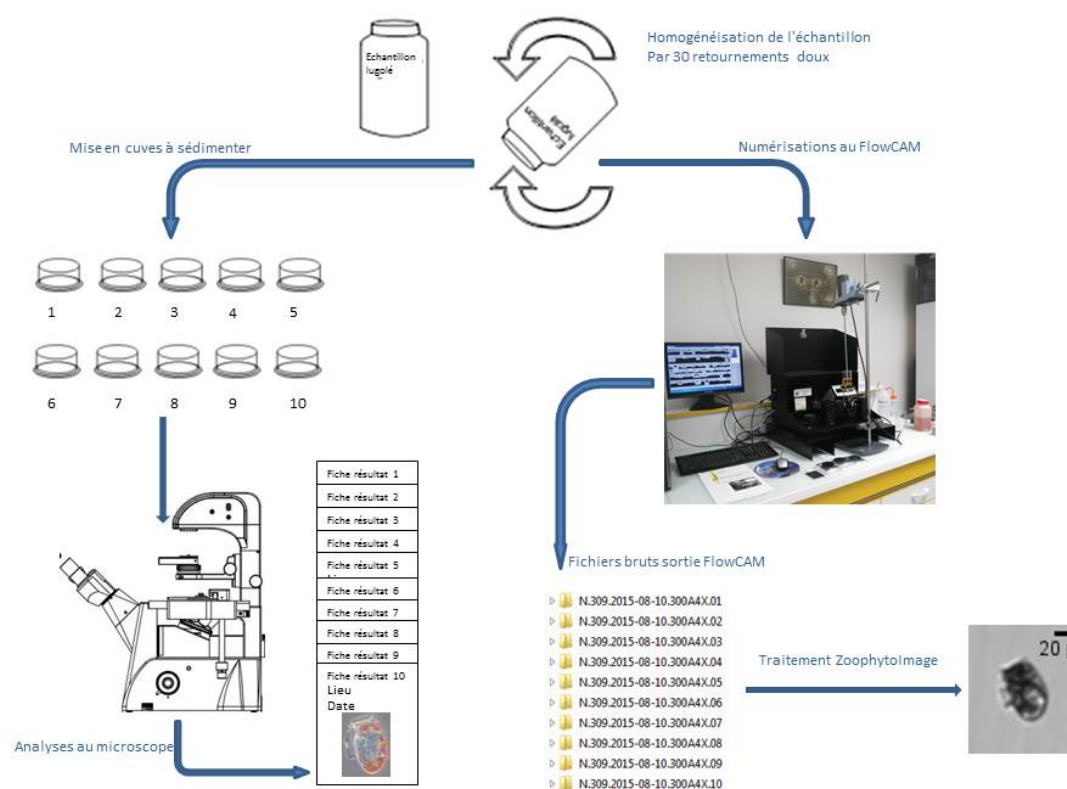 Echantillon
lugolé
Echantillon
lugolé
Homogénéisation de l'échantillon
Par 30 retournements doux
Mise en cuves à sédimenter
Numérisations au FlowCAM
1 2 3 4 5
6 7 8 9 10
Fiche résultat 1
Fiche résultat 2
Fiche résultat 3
Fiche résultat 4
Fiche résultat 5
Fiche résultat 6
Fiche résultat 7
Fiche résultat 8
Fiche résultat 9
Fiche résultat 10
Lieu
Date
Analyses au microscope
Fichiers bruts sortie FlowCAM
N.309.2015-08-10.300A4X.01
N.309.2015-08-10.300A4X.02
N.309.2015-08-10.300A4X.03
N.309.2015-08-10.300A4X.04
N.309.2015-08-10.300A4X.05
N.309.2015-08-10.300A4X.06
N.309.2015-08-10.300A4X.07
N.309.2015-08-10.300A4X.08
N.309.2015-08-10.300A4X.09
N.309.2015-08-10.300A4X.10
Traitement ZooPhytoImage
20